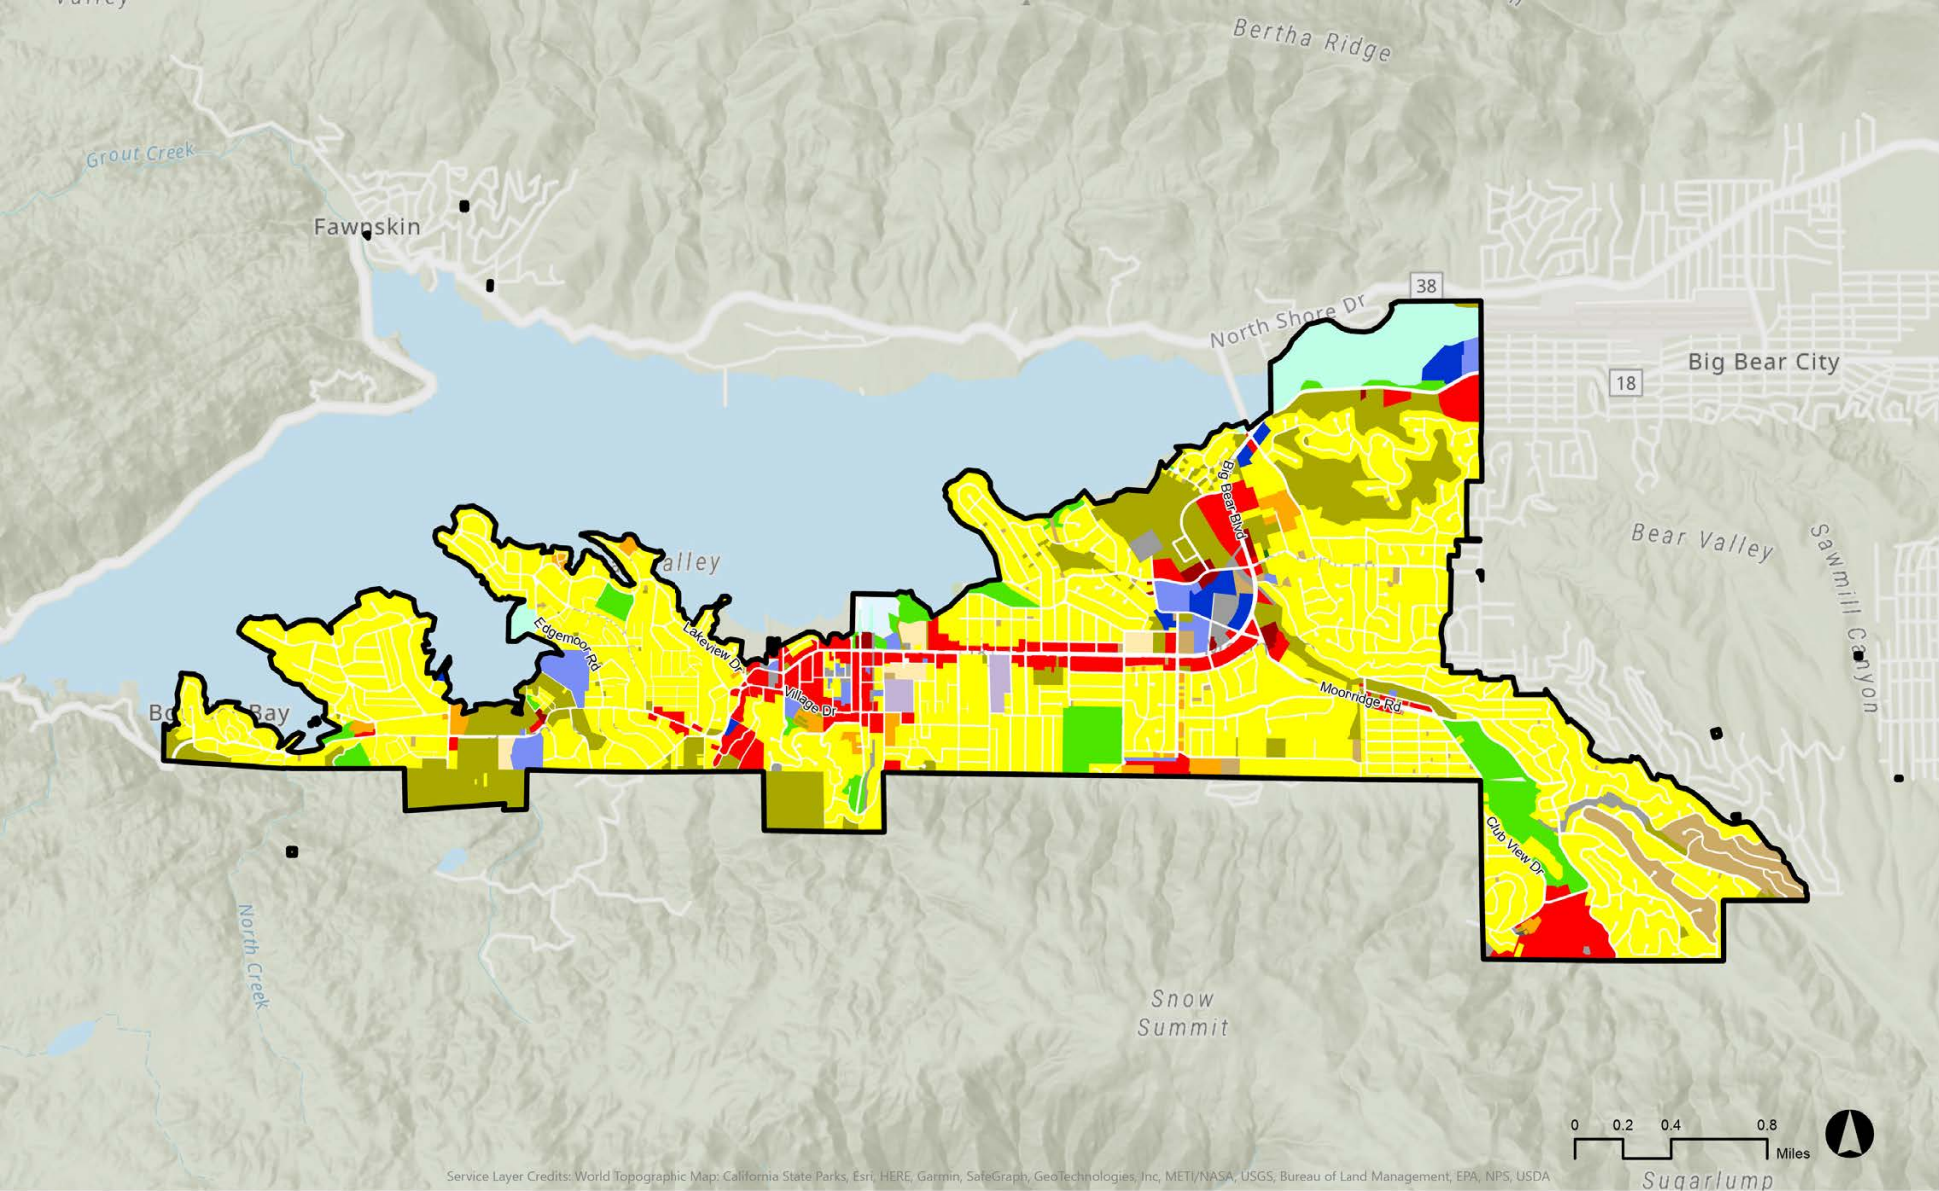 Bertha Ridge
Grout Creek
Fawnskin
38
North Shore Dr
Big Bear City
18
Bear Valley
Sawmill Canyon
Big Bear Blvd
alley
Edgemoor Rd
Lakeview Dr
Village Dr
Moonridge Rd
Bay
Club View Dr
North Creek
Snow
Summit
0 0.2 0.4 0.8
Miles
Service Layer Credits: World Topographic Map: California State Parks, Esri, HERE, Garmin, SafeGraph, GeoTechnologies, Inc, METI/NASA, USGS, Bureau of Land Management, EPA, NPS, USDA
Sugarlump